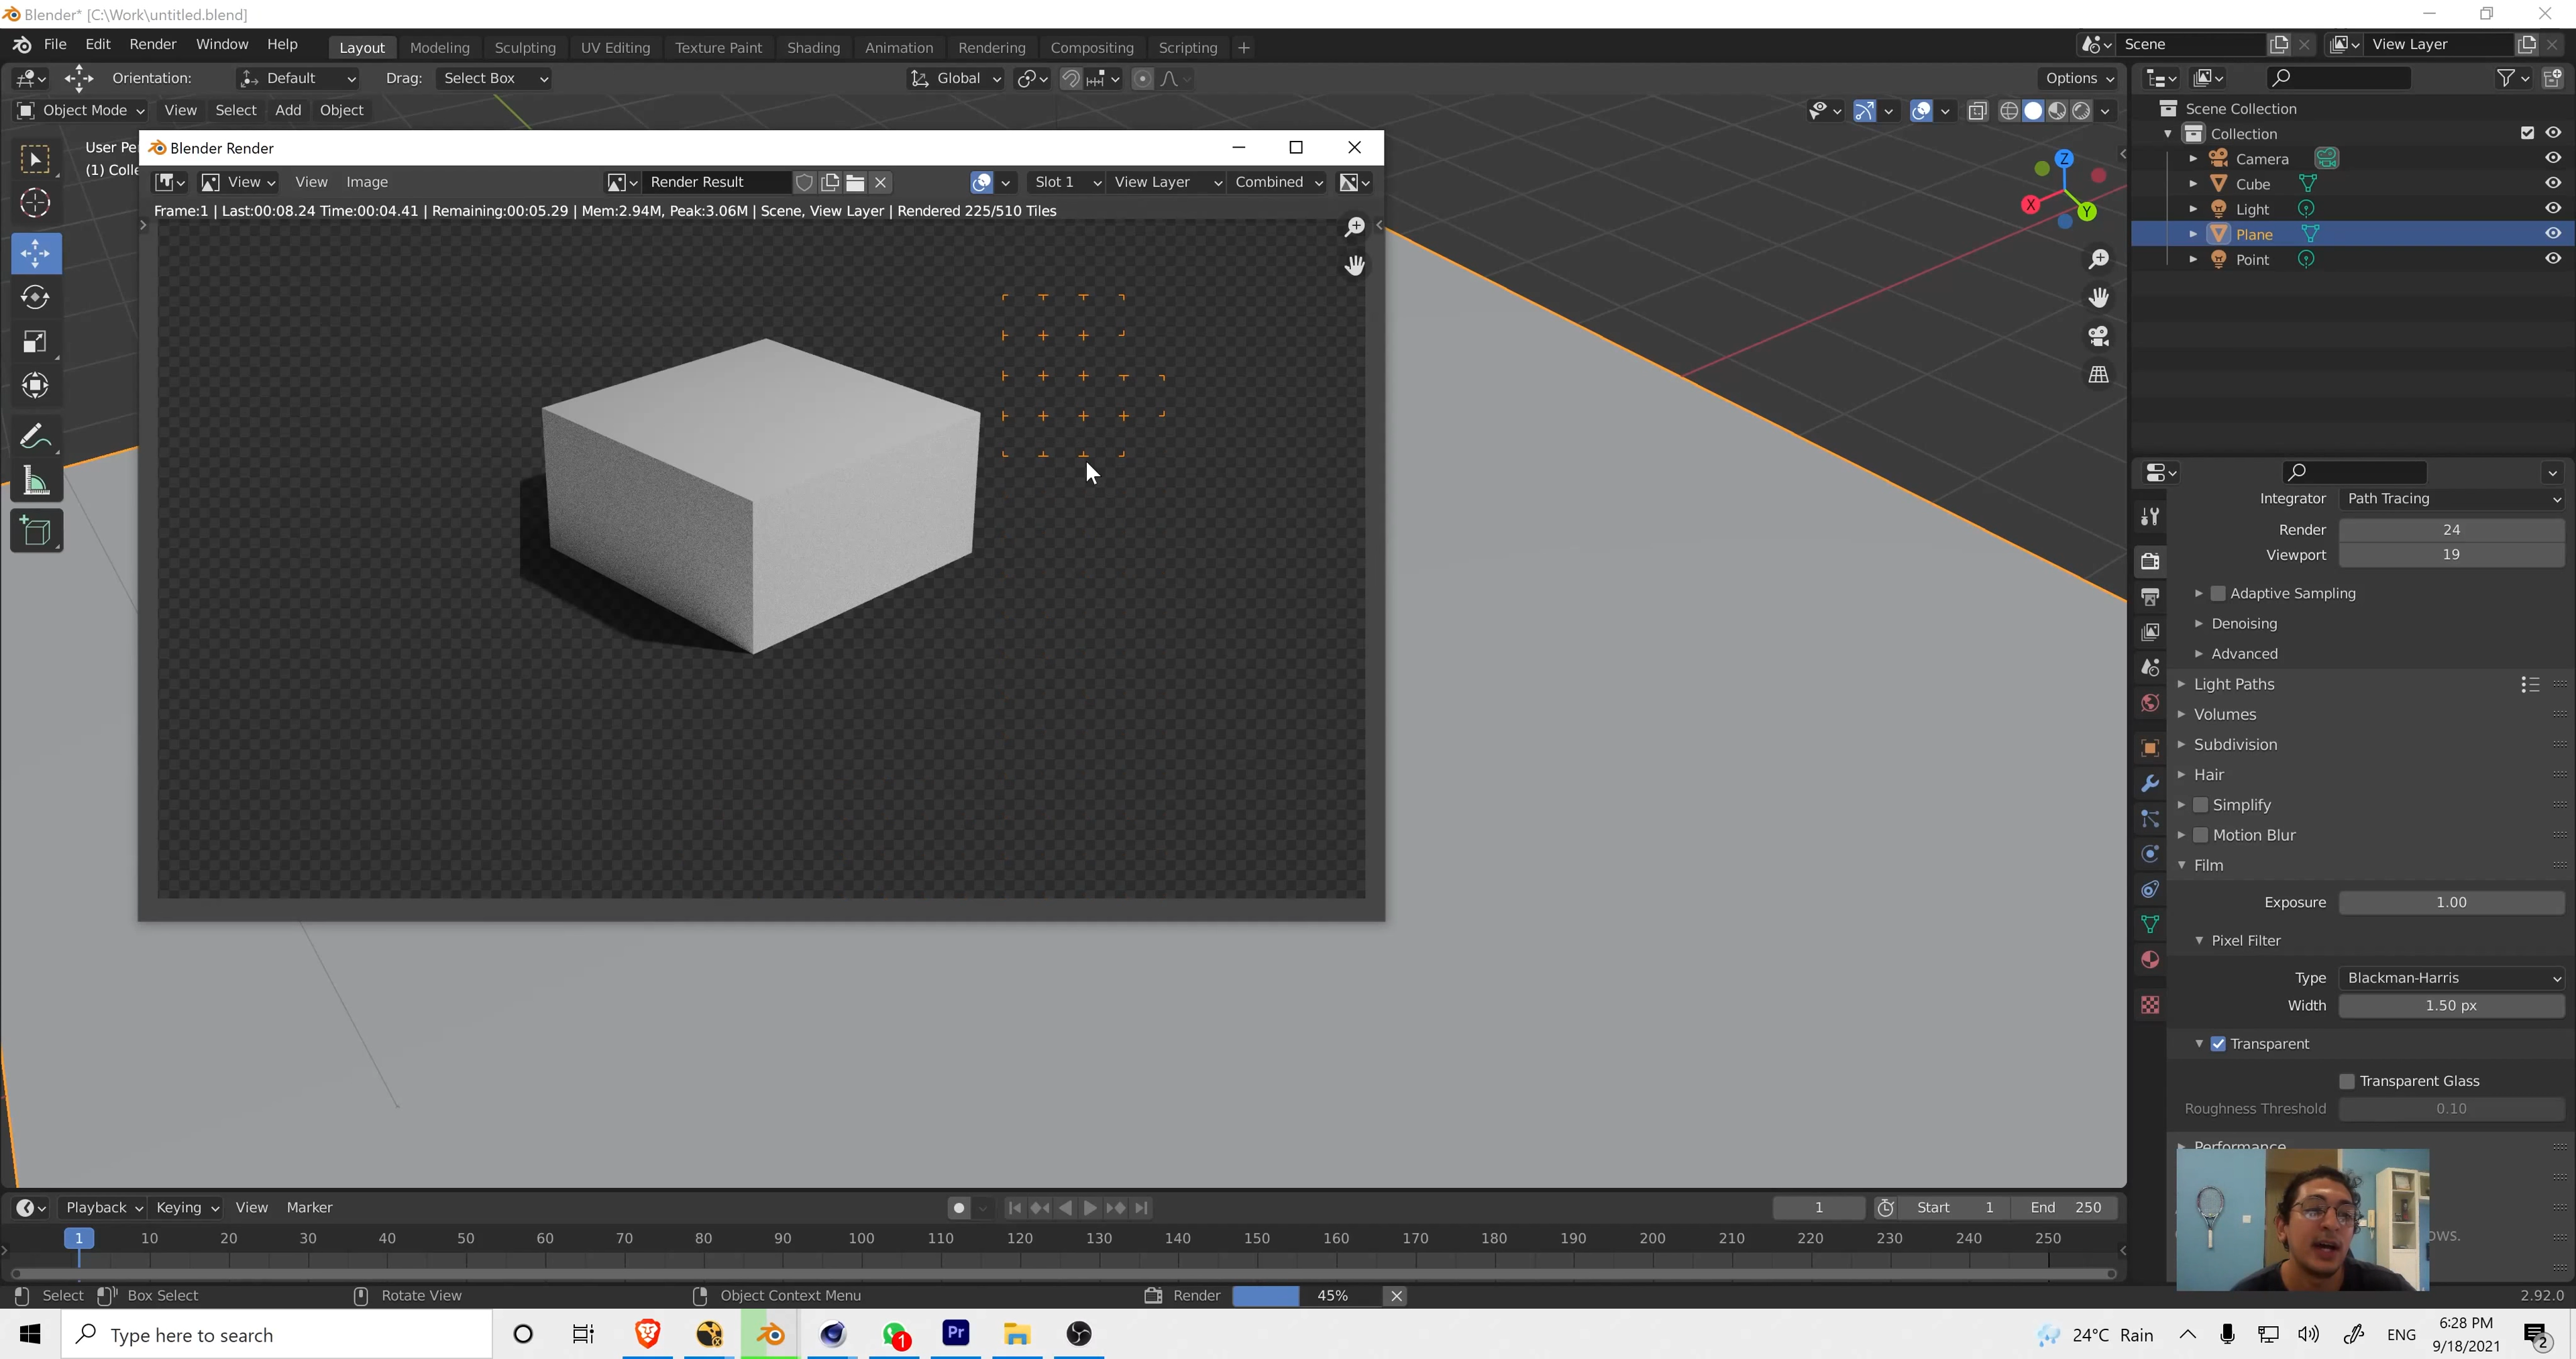 Blender* [C:\Work\untitled.blend]
File Edit Render Window Help Layout Modeling Sculpting UV Editing Texture Paint Shading Animation Rendering Compositing Scripting + Scene View Layer
Orientation: Default Drag: Select Box Global Options
Object Mode View Select Add Object
User Pe
(1) Colle
Blender Render
View View Image Render Result Slot 1 View Layer Combined
Frame:1 | Last:00:08.24 Time:00:04.41 | Remaining:00:05.29 | Mem:2.94M, Peak:3.06M | Scene, View Layer | Rendered 225/510 Tiles
Z
X
Y
Scene Collection
Collection
Camera
Cube
Light
Plane
Point
Integrator Path Tracing
Render 24
Viewport 19
Adaptive Sampling
Denoising
Advanced
Light Paths
Volumes
Subdivision
Hair
Simplify
Motion Blur
Film
Exposure 1.00
Pixel Filter
Type Blackman-Harris
Width 1.50 px
Transparent
Transparent Glass
Roughness Threshold 0.10
Performance
ows.
Playback Keying View Marker 1 Start 1 End 250
1 10 20 30 40 50 60 70 80 90 100 110 120 130 140 150 160 170 180 190 200 210 220 230 240 250
Select Box Select Rotate View Object Context Menu Render 45% 2.92.0
Type here to search 1 Pr 24°C Rain ENG 6:28 PM
9/18/2021 2